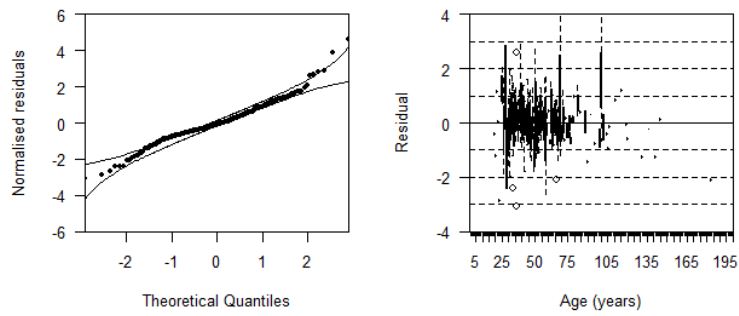 6
4
2
0
-2
-4
-6
Normalised residuals
-2 -1 0 1 2
Theoretical Quantiles
4
2
0
-2
-4
Residual
5 25 50 75 105 135 165 195
Age (years)